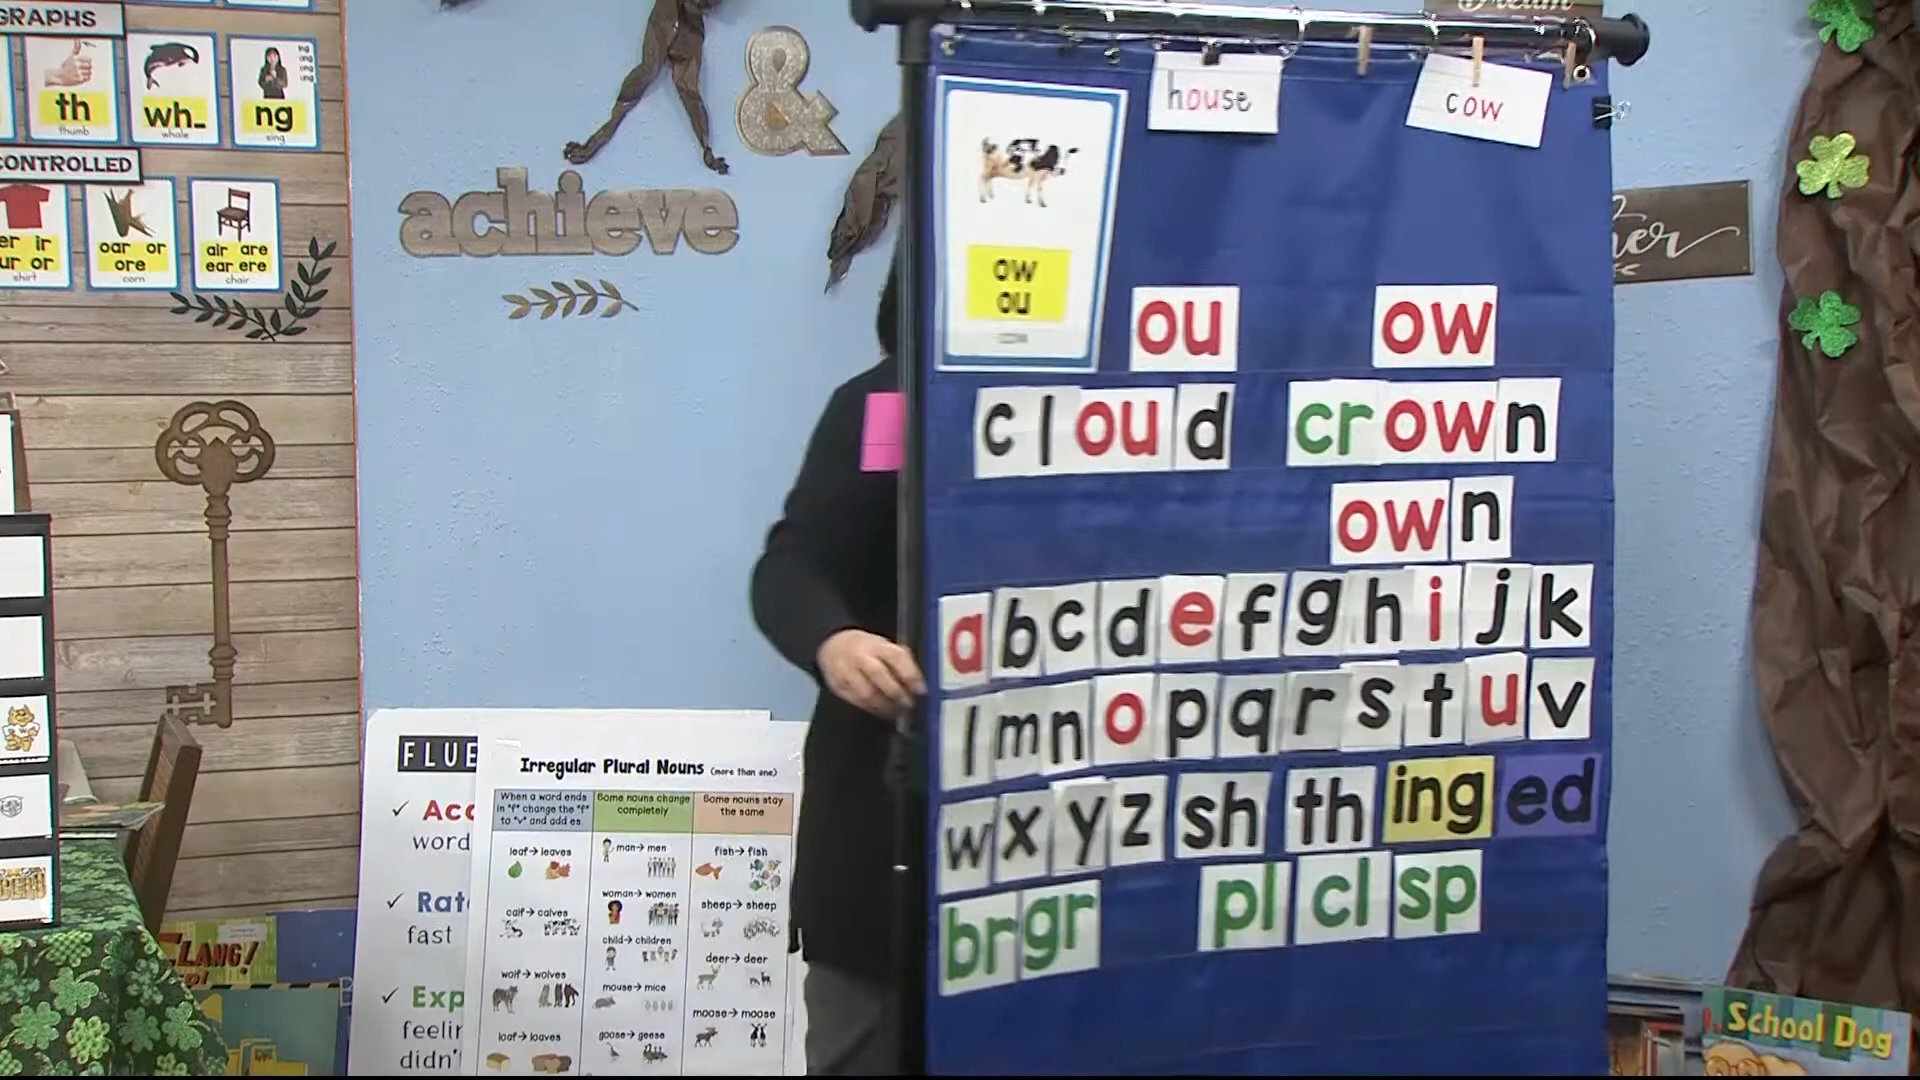 GRAPHS
th
thumb
wh_
whale
ng
sing
CONTROLLED
er ir
ur or
shirt
oar or
ore
corn
air are
ear ere
chair
&
achieve
house
cow
ow
ou
ou
ow
cloud
crown
own
a b c d e f g h i j k
l m n o p q r s t u v
w x y z sh th ing ed
br gr pl cl sp
FLUE
✓ Acc
word
✓ Rat
fast
✓ Exp
feelin
didn'
Irregular Plural Nouns (more than one)
When a word ends
in "f" change the "f"
to "v" and add es.
Some nouns change
completely
Some nouns stay
the same
leaf→ leaves
calf→ calves
wolf→ wolves
loaf→ loaves
man→ men
woman→ women
child→ children
mouse→ mice
goose→ geese
fish→ fish
sheep→ sheep
deer→ deer
moose→ moose
CLANG!
School Dog